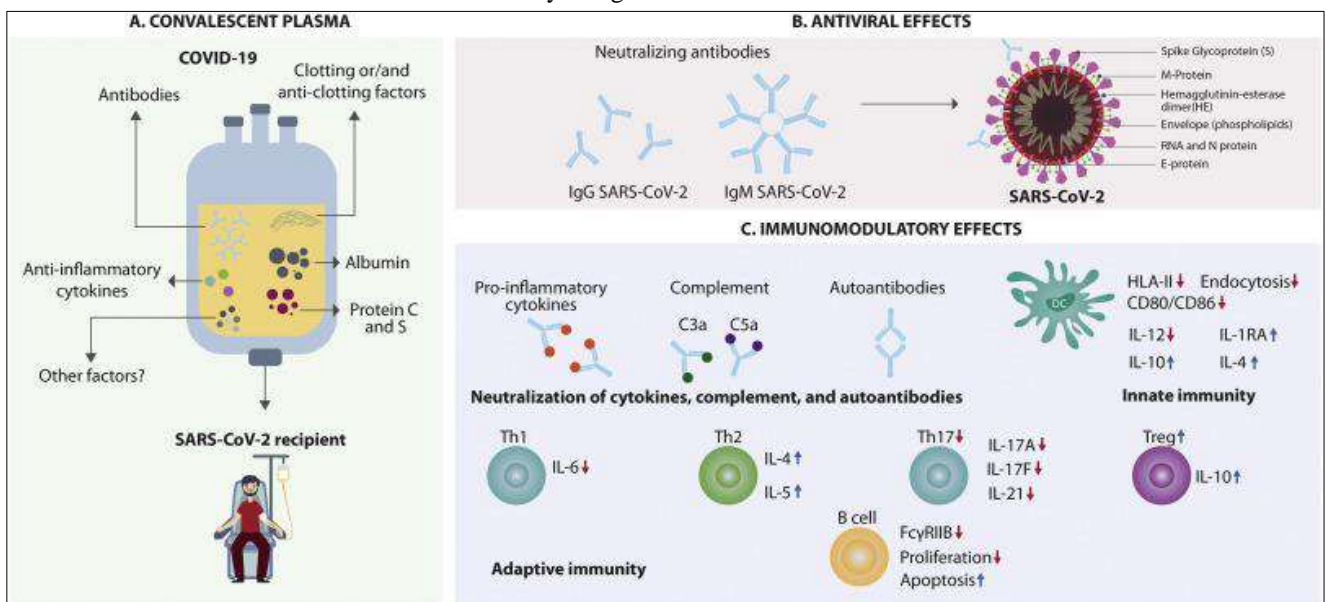 A. CONVALESCENT PLASMA
COVID-19
Antibodies
Clotting or/and
anti-clotting factors
Anti-inflammatory
cytokines
Albumin
Protein C
and S
Other factors?
SARS-CoV-2 recipient
B. ANTIVIRAL EFFECTS
Neutralizing antibodies
IgG SARS-CoV-2
IgM SARS-CoV-2
Spike Glycoprotein (S)
M-Protein
Hemagglutinin-esterase
dimer(HE)
Envelope (phospholipids)
RNA and N protein
E-protein
SARS-CoV-2
C. IMMUNOMODULATORY EFFECTS
Pro-inflammatory
cytokines
Complement
C3a
C5a
Autoantibodies
DC
HLA-II↓ Endocytosis↓
CD80/CD86↓
IL-12↓ IL-1RA↑
IL-10↑ IL-4↑
Neutralization of cytokines, complement, and autoantibodies
Innate immunity
Th1
IL-6↓
Th2
IL-4↑
IL-5↑
Th17↓
IL-17A↓
IL-17F↓
IL-21↓
Treg↑
IL-10↑
B cell
FcγRIIB↓
Proliferation↓
Apoptosis↑
Adaptive immunity